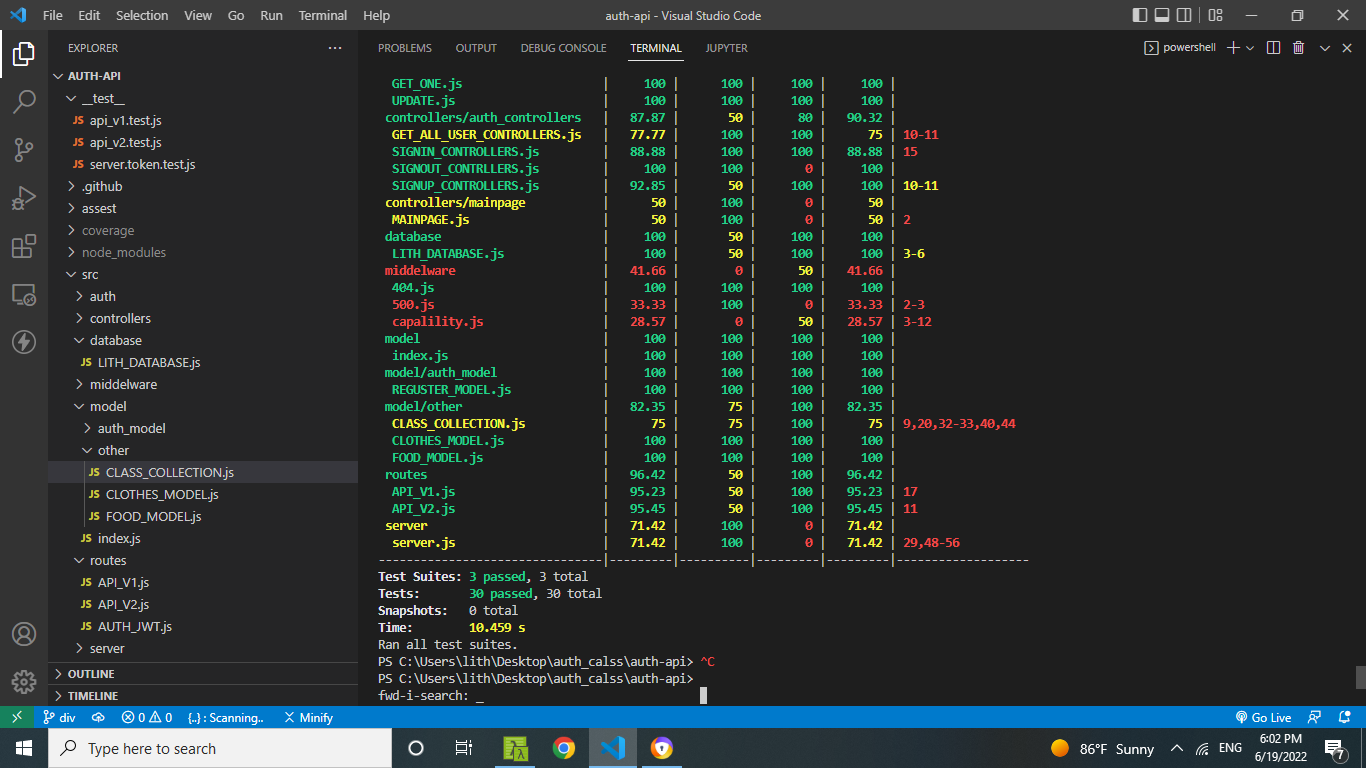 File Edit Selection View Go Run Terminal Help
auth-api - Visual Studio Code
EXPLORER
AUTH-API
__test__
JS api_v1.test.js
JS api_v2.test.js
JS server.token.test.js
.github
assest
coverage
node_modules
src
auth
controllers
database
JS LITH_DATABASE.js
middelware
model
auth_model
other
JS CLASS_COLLECTION.js
JS CLOTHES_MODEL.js
JS FOOD_MODEL.js
JS index.js
routes
JS API_V1.js
JS API_V2.js
JS AUTH_JWT.js
server
OUTLINE
TIMELINE
PROBLEMS OUTPUT DEBUG CONSOLE TERMINAL JUPYTER
powershell
GET_ONE.js | 100 | 100 | 100 | 100 |
UPDATE.js | 100 | 100 | 100 | 100 |
controllers/auth_controllers | 87.87 | 50 | 80 | 90.32 |
GET_ALL_USER_CONTROLLERS.js | 77.77 | 100 | 100 | 75 | 10-11
SIGNIN_CONTROLLERS.js | 88.88 | 100 | 100 | 88.88 | 15
SIGNOUT_CONTRLLERS.js | 100 | 100 | 0 | 100 |
SIGNUP_CONTRLLERS.js | 92.85 | 50 | 100 | 100 | 10-11
controllers/mainpage | 50 | 100 | 0 | 50 |
MAINPAGE.js | 50 | 100 | 0 | 50 | 2
database | 100 | 50 | 100 | 100 |
LITH_DATABASE.js | 100 | 50 | 100 | 100 | 3-6
middelware | 41.66 | 0 | 50 | 41.66 |
404.js | 100 | 100 | 100 | 100 |
500.js | 33.33 | 100 | 0 | 33.33 | 2-3
capalility.js | 28.57 | 0 | 50 | 28.57 | 3-12
model | 100 | 100 | 100 | 100 |
index.js | 100 | 100 | 100 | 100 |
model/auth_model | 100 | 100 | 100 | 100 |
REGUSTER_MODEL.js | 100 | 100 | 100 | 100 |
model/other | 82.35 | 75 | 100 | 82.35 |
CLASS_COLLECTION.js | 75 | 75 | 100 | 75 | 9,20,32-33,40,44
CLOTHES_MODEL.js | 100 | 100 | 100 | 100 |
FOOD_MODEL.js | 100 | 100 | 100 | 100 |
routes | 96.42 | 50 | 100 | 96.42 |
API_V1.js | 95.23 | 50 | 100 | 95.23 | 17
API_V2.js | 95.45 | 50 | 100 | 95.45 | 11
server | 71.42 | 100 | 0 | 71.42 |
server.js | 71.42 | 100 | 0 | 71.42 | 29,48-56
--------------------------------|---------|----------|---------|---------|-------------------
Test Suites: 3 passed, 3 total
Tests: 30 passed, 30 total
Snapshots: 0 total
Time: 10.459 s
Ran all test suites.
PS C:\Users\lith\Desktop\auth_calss\auth-api> ^C
PS C:\Users\lith\Desktop\auth_calss\auth-api>
fwd-i-search: _
div 0 0 {..} : Scanning.. Minify Go Live
Type here to search
86°F Sunny ENG
6:02 PM
6/19/2022
7